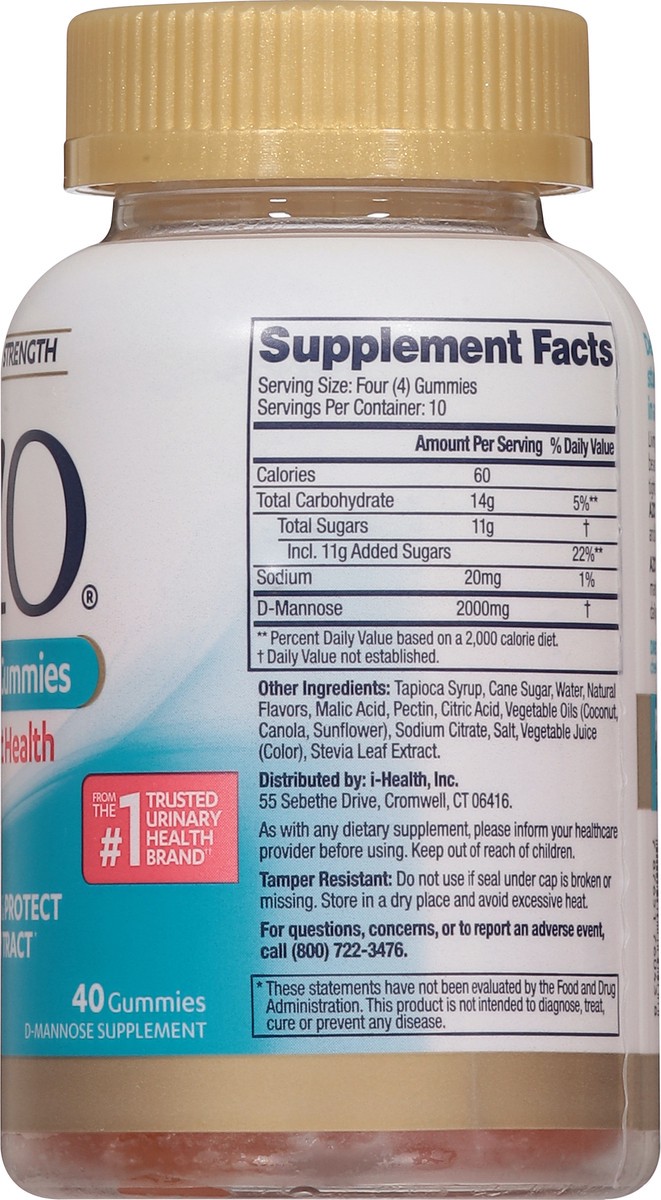 STRENGTH
ZO®
Gummies
t Health
FROM THE #1 TRUSTED URINARY HEALTH BRAND††
PROTECT
TRACT*
40 Gummies
D-MANNOSE SUPPLEMENT
Supplement Facts
Serving Size: Four (4) Gummies
Servings Per Container: 10
Amount Per Serving % Daily Value
Calories 60
Total Carbohydrate 14g 5%**
Total Sugars 11g †
Incl. 11g Added Sugars 22%**
Sodium 20mg 1%
D-Mannose 2000mg †
** Percent Daily Value based on a 2,000 calorie diet.
† Daily Value not established.
Other Ingredients: Tapioca Syrup, Cane Sugar, Water, Natural
Flavors, Malic Acid, Pectin, Citric Acid, Vegetable Oils (Coconut,
Canola, Sunflower), Sodium Citrate, Salt, Vegetable Juice
(Color), Stevia Leaf Extract.
Distributed by: i-Health, Inc.
55 Sebethe Drive, Cromwell, CT 06416.
As with any dietary supplement, please inform your healthcare
provider before using. Keep out of reach of children.
Tamper Resistant: Do not use if seal under cap is broken or
missing. Store in a dry place and avoid excessive heat.
For questions, concerns, or to report an adverse event,
call (800) 722-3476.
* These statements have not been evaluated by the Food and Drug
Administration. This product is not intended to diagnose, treat,
cure or prevent any disease.